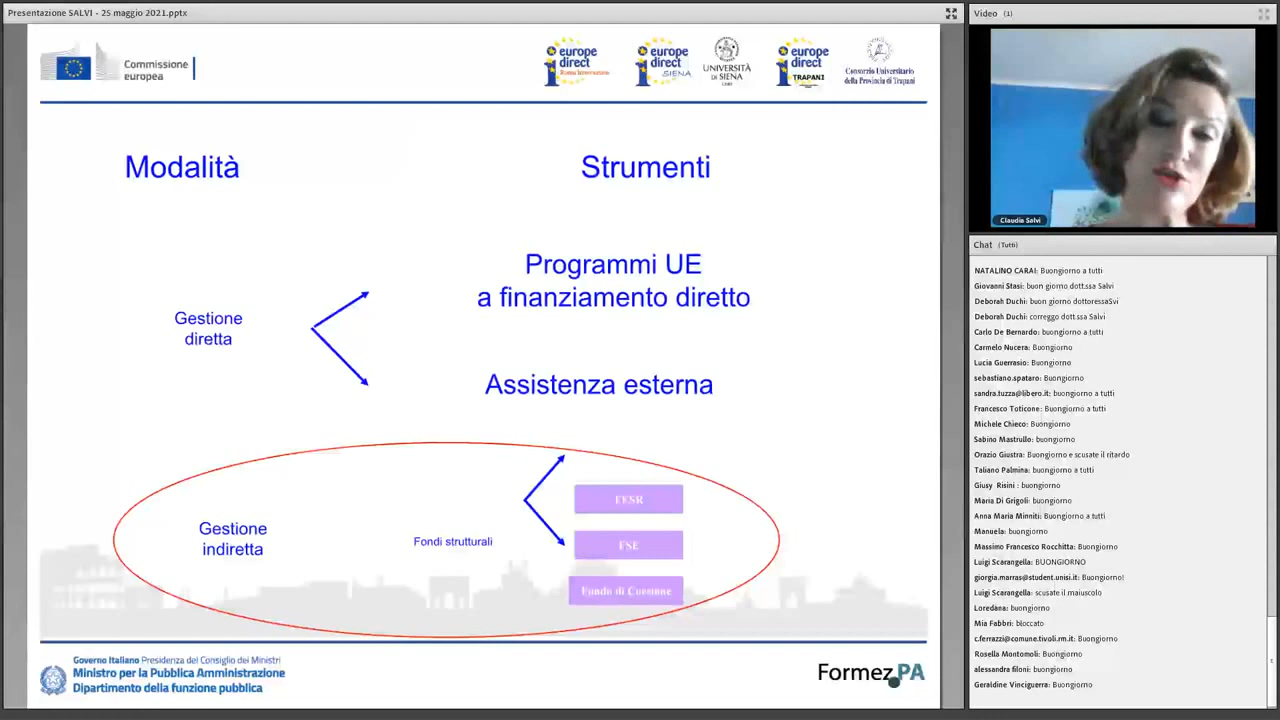 Presentazione SALVI - 25 maggio 2021.pptx
Commissione
europea
europe
direct
Roma Innovazione
europe
direct
SIENA
UNIVERSITÀ
DI SIENA
1240
europe
direct
TRAPANI
Consorzio Universitario
della Provincia di Trapani
Modalità
Strumenti
Programmi UE
a finanziamento diretto
Gestione
diretta
Assistenza esterna
Gestione
indiretta
Fondi strutturali
FESR
FSE
Fondo di Coesione
Governo Italiano Presidenza del Consiglio dei Ministri
Ministro per la Pubblica Amministrazione
Dipartimento della funzione pubblica
Formez PA
Video (1)
Claudia Salvi
Chat (Tutti)
NATALINO CARAI: Buongiorno a tutti
Giovanni Stasi: buon giorno dott.ssa Salvi
Deborah Duchi: buon giorno dottoressaSvi
Deborah Duchi: correggo dott.ssa Salvi
Carlo De Bernardo: buongiorno a tutti
Carmelo Nucera: Buongiorno
Lucia Guerrasio: Buongiorno
sebastiano.spataro: Buongiorno
sandra.tuzza@libero.it: buongiorno a tutti
Francesco Toticone: Buongiorno a tutti
Michele Chieco: Buongiorno
Sabino Mastrullo: buongiorno
Orazio Giustra: Buongiorno e scusate il ritardo
Taliano Palmina: buongiorno a tutti
Giusy Risini : buongiorno
Maria Di Grigoli: buongiorno
Anna Maria Minniti: Buongiorno a tutti
Manuela: buongiorno
Massimo Francesco Rocchitta: Buongiorno
Luigi Scarangella: BUONGIORNO
giorgia.marras@student.unisi.it: Buongiorno!
Luigi Scarangella: scusate il maiuscolo
Loredana: buongiorno
Mia Fabbri: bloccato
c.ferrazzi@comune.tivoli.rm.it: Buongiorno
Rosella Montomoli: Buongiorno
alessandra filoni: buongiorno
Geraldine Vinciguerra: Buongiorno